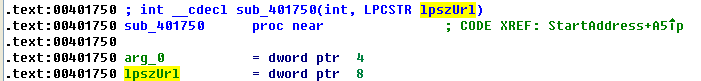 .text:00401750 ; int __cdecl sub_401750(int, LPCSTR lpszUrl)
.text:00401750 sub_401750 proc near ; CODE XREF: StartAddress+A5↑p
.text:00401750
.text:00401750 arg_0 = dword ptr 4
.text:00401750 lpszUrl = dword ptr 8